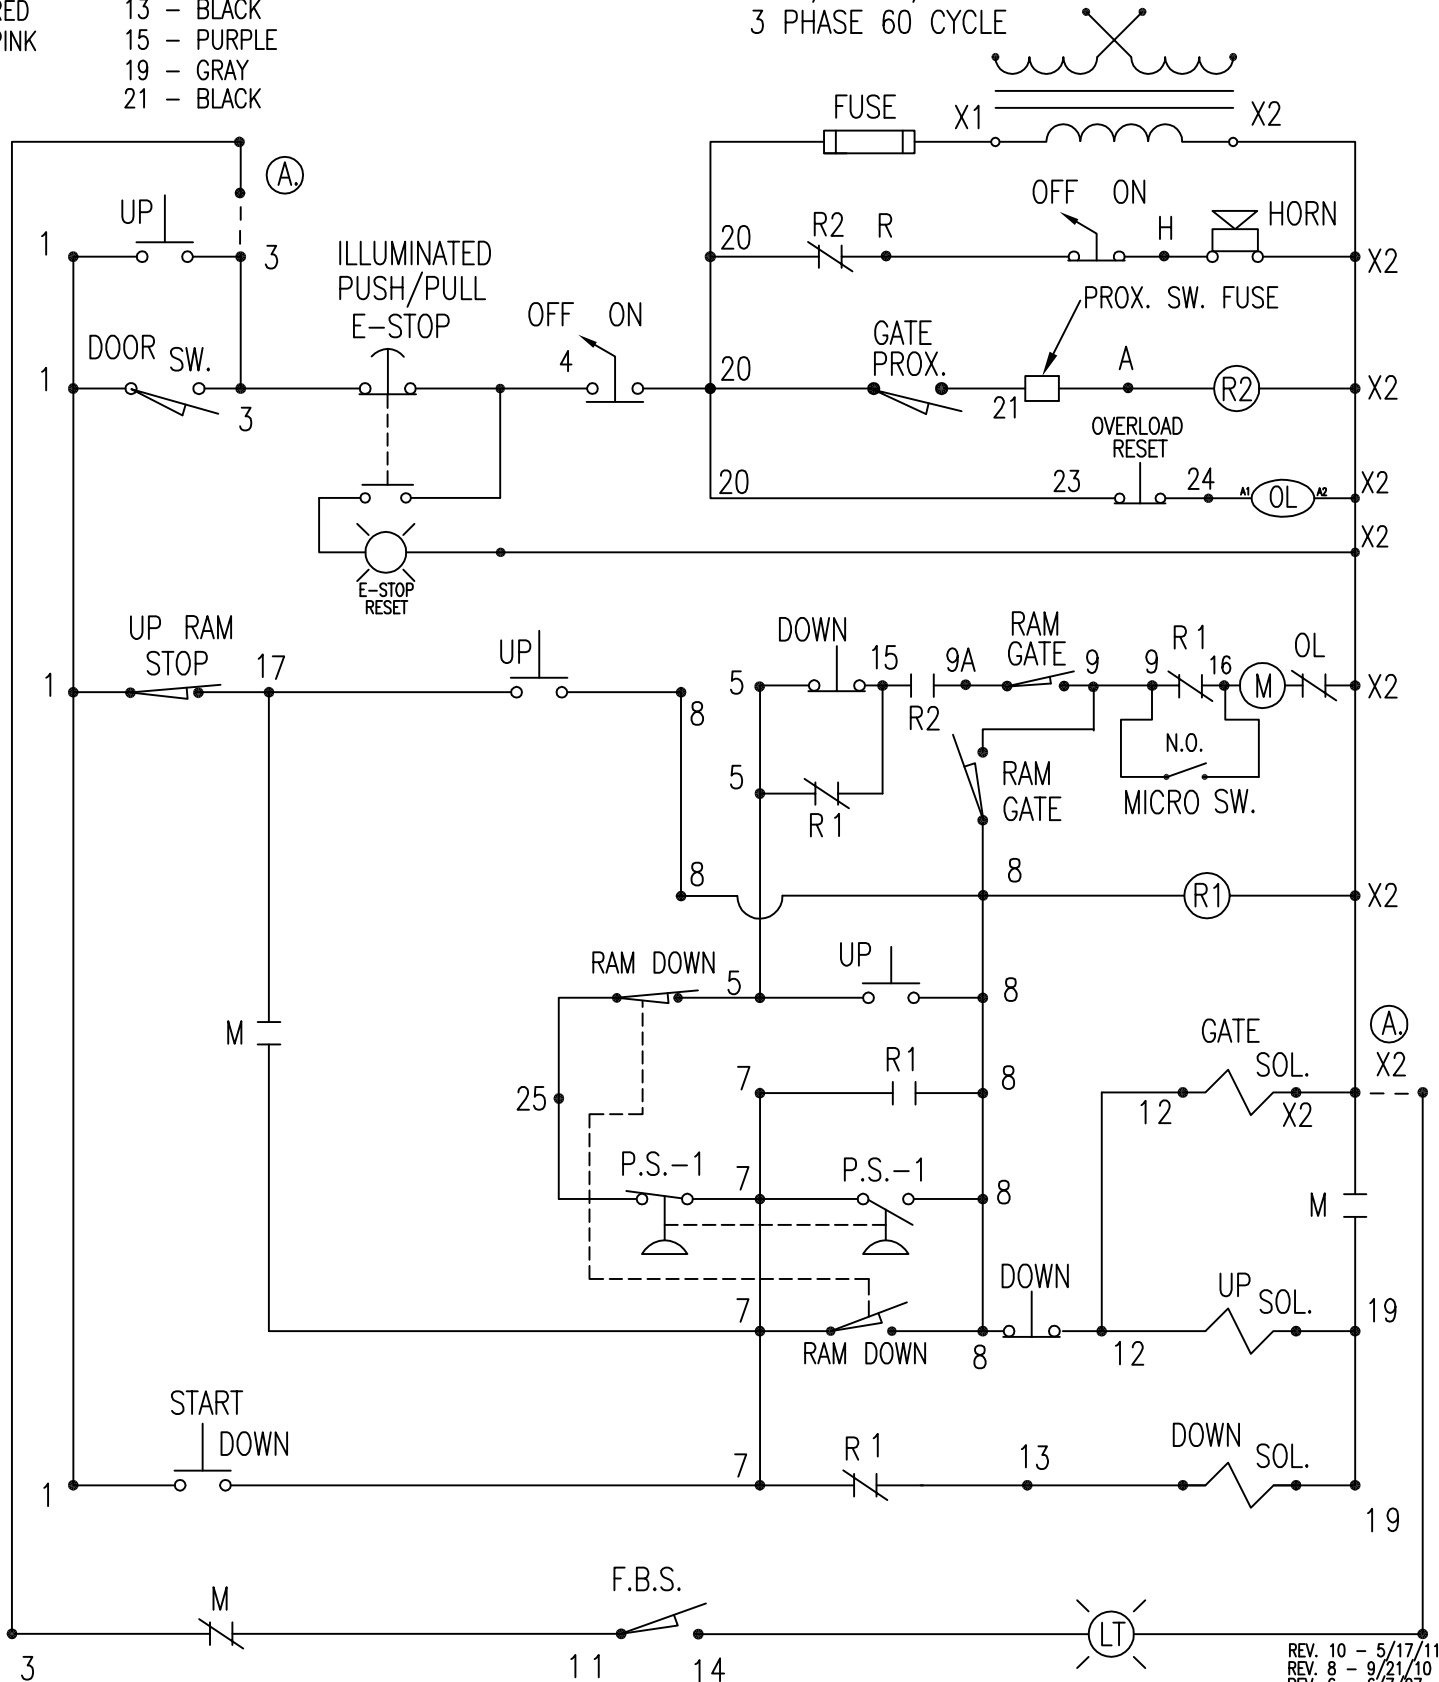 RED
PINK
13 - BLACK
15 - PURPLE
19 - GRAY
21 - BLACK
3 PHASE 60 CYCLE
FUSE
X1
X2
A.
UP
1
3
ILLUMINATED
PUSH/PULL
E-STOP
OFF ON
4
20
R2
R
OFF ON
H
HORN
X2
PROX. SW. FUSE
DOOR SW.
1
3
20
GATE
PROX.
21
A
R2
X2
OVERLOAD
RESET
20
23
24
A1
OL
A2
X2
X2
E-STOP
RESET
UP RAM
STOP
1
17
UP
8
DOWN
5
15
R2
9A
RAM
GATE
9
9
R1
16
M
OL
X2
N.O.
MICRO SW.
5
R1
RAM
GATE
8
8
R1
X2
RAM DOWN
5
UP
8
M
25
7
R1
8
GATE
SOL.
12
X2
A.
X2
P.S.-1
7
P.S.-1
8
M
DOWN
7
RAM DOWN
8
12
UP
SOL.
19
START
DOWN
1
7
R1
13
DOWN
SOL.
19
M
F.B.S.
3
11
14
LT
REV. 10 - 5/17/11
REV. 8 - 9/21/10